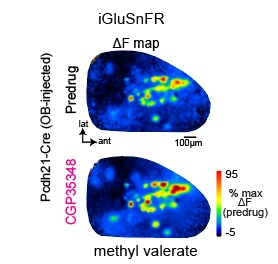 iGluSnFR
ΔF map
Pcdh21-Cre (OB-injected)
Predrug
lat
ant
100μm
CGP35348
95
% max
ΔF
(predrug)
-5
methyl valerate